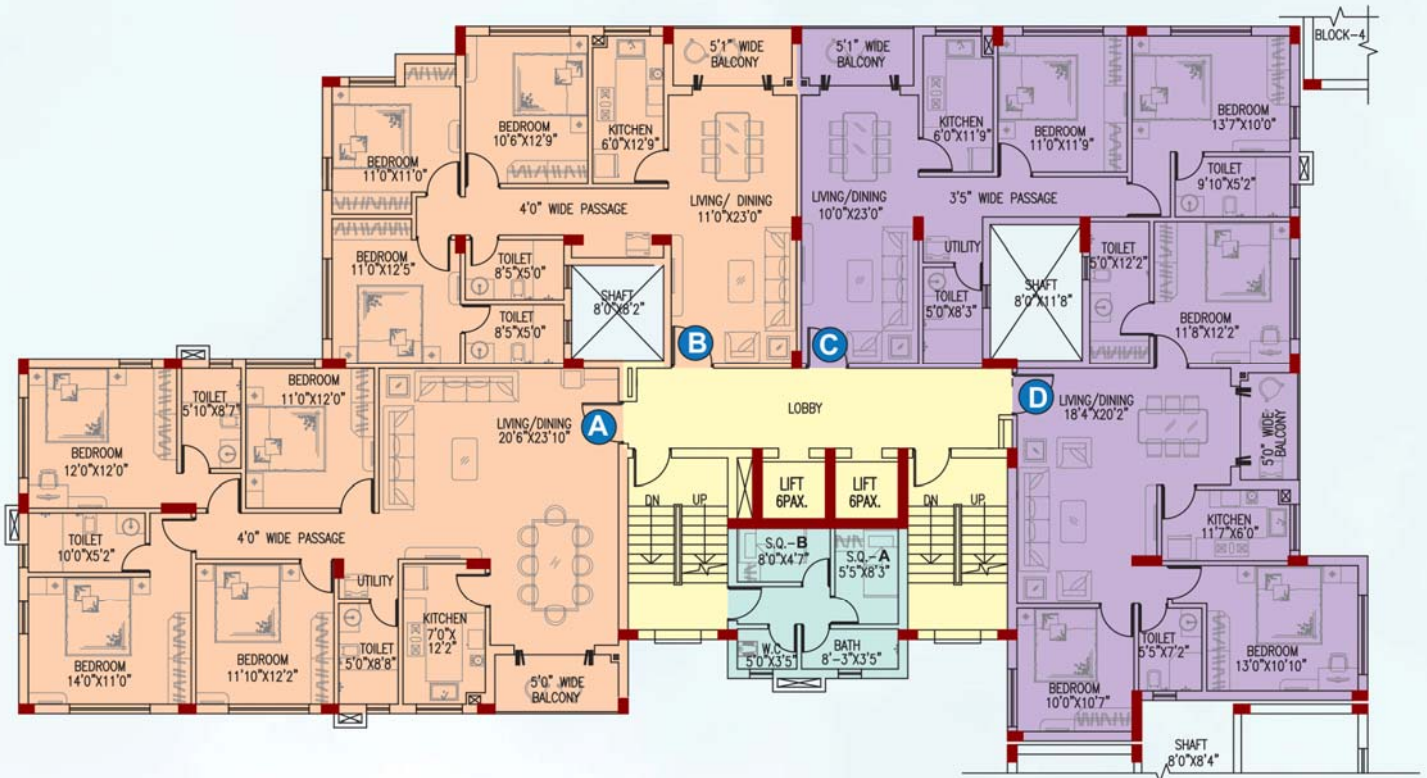 BLOCK-4
5'1" WIDE
BALCONY
5'1" WIDE
BALCONY
BEDROOM
11'0"X11'0"
BEDROOM
10'6"X12'9"
KITCHEN
6'0"X12'9"
LIVING/ DINING
11'0"X23'0"
4'0" WIDE PASSAGE
BEDROOM
11'0"X12'5"
TOILET
8'5"X5'0"
TOILET
8'5"X5'0"
SHAFT
8'0"X8'2"
B
LIVING/DINING
10'0"X23'0"
KITCHEN
6'0"X11'9"
BEDROOM
11'0"X11'9"
BEDROOM
13'7"X10'0"
TOILET
9'10"X5'2"
3'5" WIDE PASSAGE
UTILITY
TOILET
5'0"X8'3"
SHAFT
8'0"X11'8"
TOILET
5'0"X12'2"
BEDROOM
11'8"X12'2"
C
BEDROOM
12'0"X12'0"
TOILET
5'10"X8'7"
BEDROOM
11'0"X12'0"
LIVING/DINING
20'6"X23'10"
A
TOILET
10'0"X5'2"
4'0" WIDE PASSAGE
BEDROOM
14'0"X11'0"
BEDROOM
11'10"X12'2"
UTILITY
TOILET
5'0"X8'8"
KITCHEN
7'0"X
12'2"
5'0" WIDE
BALCONY
LOBBY
LIFT
6PAX.
LIFT
6PAX.
DN
UP
DN
UP
S.Q.-B
8'0"X4'7"
S.Q.-A
5'5"X8'3"
W.C
5'0"X3'5"
BATH
8'-3"X3'5"
D
LIVING/DINING
18'4"X20'2"
5'0" WIDE
BALCONY
KITCHEN
11'7"X6'0"
BEDROOM
10'0"X10'7"
TOILET
5'5"X7'2"
BEDROOM
13'0"X10'10"
SHAFT
8'0"X8'4"